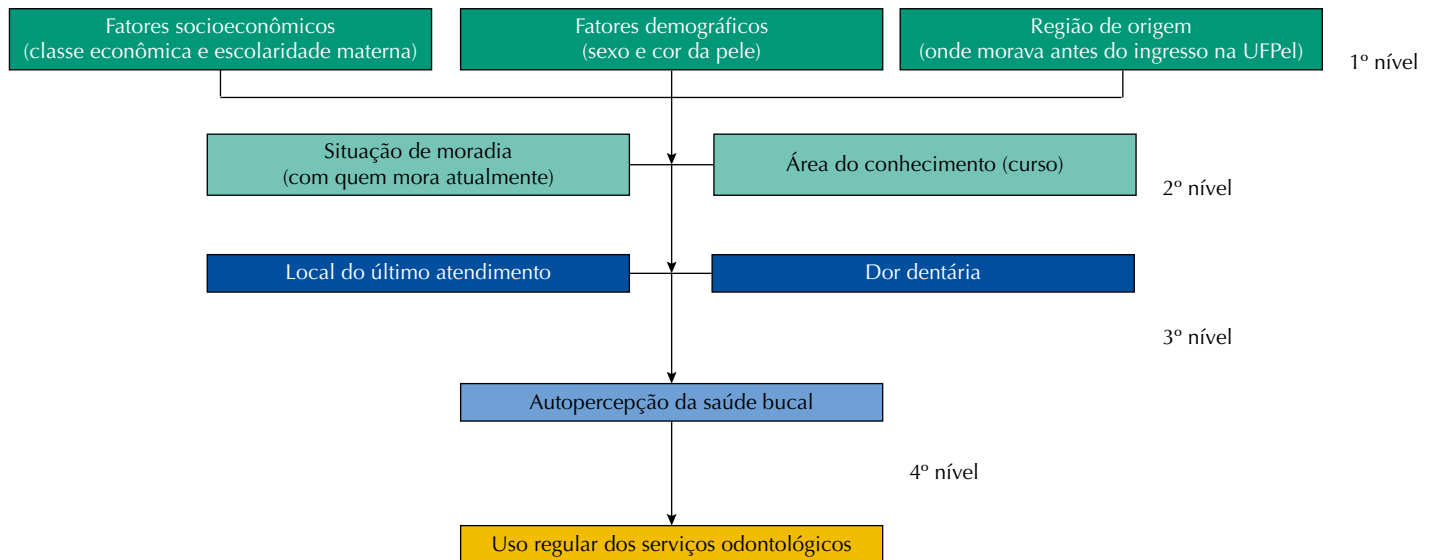 Fatores socioeconômicos
(classe econômica e escolaridade materna)
Fatores demográficos
(sexo e cor da pele)
Região de origem
(onde morava antes do ingresso na UFPel)
1º nível
Situação de moradia
(com quem mora atualmente)
Área do conhecimento (curso)
2º nível
Local do último atendimento
Dor dentária
3º nível
Autopercepção da saúde bucal
4º nível
Uso regular dos serviços odontológicos